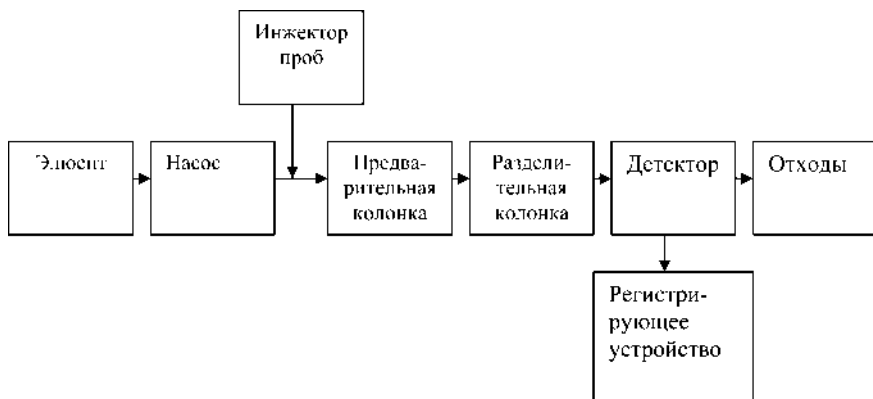 Инжектор
проб
Элюент
Насос
Предва-
рительная
колонка
Раздели-
тельная
колонка
Детектор
Отходы
Регистри-
рующее
устройство